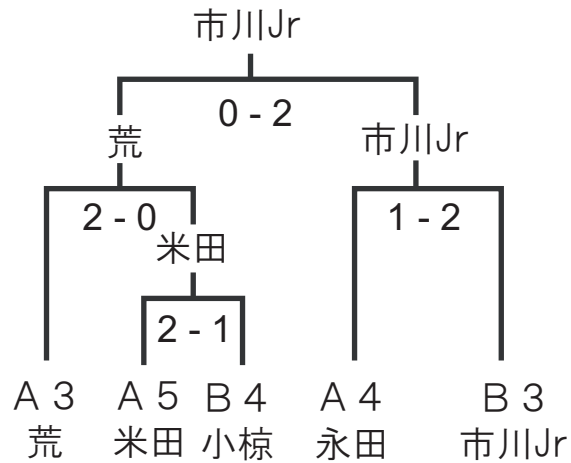 市川Jr
0 - 2
荒
市川Jr
2 - 0
1 - 2
米田
2 - 1
A 3
A 5
B 4
A 4
B 3
荒
米田
小椋
永田
市川Jr